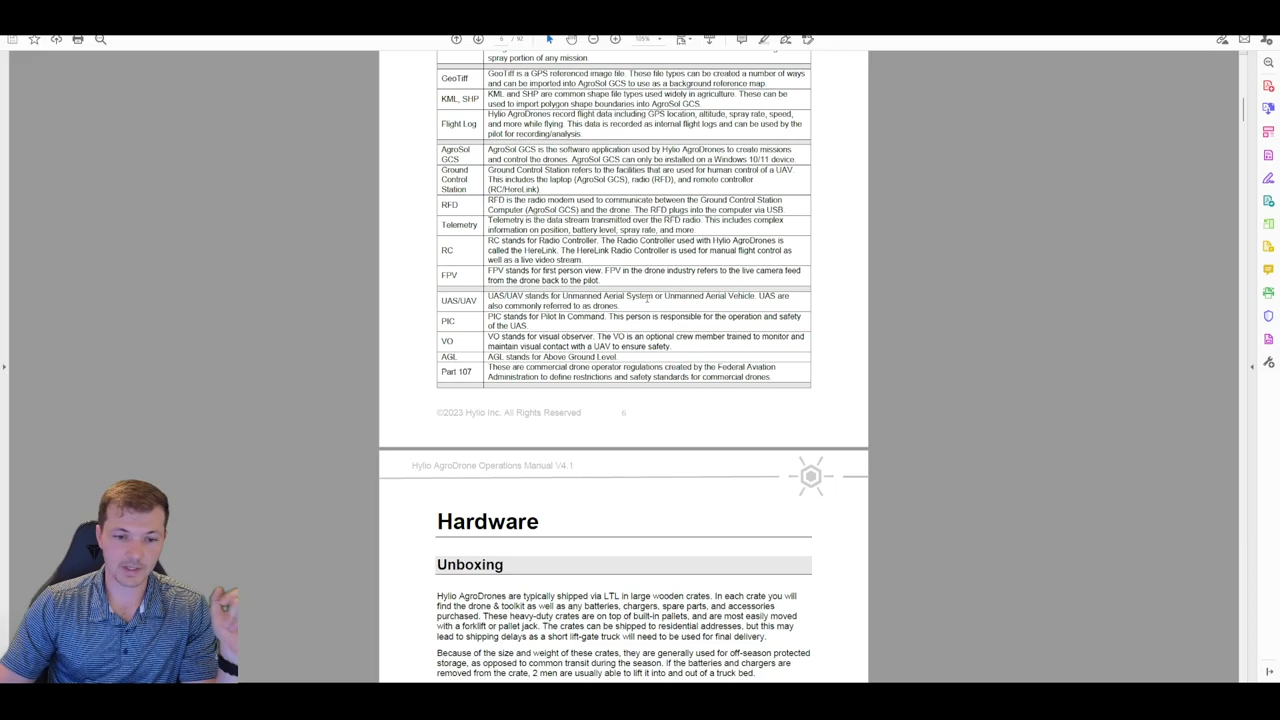 6 / 92
105%
spray portion of any mission.
GeoTiff
GeoTiff is a GPS referenced image file. These file types can be created a number of ways
and can be imported into AgroSol GCS to use as a background reference map.
KML, SHP
KML and SHP are common shape file types used widely in agriculture. These can be
used to import polygon shape boundaries into AgroSol GCS.
Flight Log
Hylio AgroDrones record flight data including GPS location, altitude, spray rate, speed,
and more while flying. This data is recorded as internal flight logs and can be used by the
pilot for recording/analysis.
AgroSol
GCS
AgroSol GCS is the software application used by Hylio AgroDrones to create missions
and control the drones. AgroSol GCS can only be installed on a Windows 10/11 device.
Ground
Control
Station
Ground Control Station refers to the facilities that are used for human control of a UAV.
This includes the laptop (AgroSol GCS), radio (RFD), and remote controller
(RC/HereLink)
RFD
RFD is the radio modem used to communicate between the Ground Control Station
Computer (AgroSol GCS) and the drone. The RFD plugs into the computer via USB.
Telemetry
Telemetry is the data stream transmitted over the RFD radio. This includes complex
information on position, battery level, spray rate, and more.
RC
RC stands for Radio Controller. The Radio Controller used with Hylio AgroDrones is
called the HereLink. The HereLink Radio Controller is used for manual flight control as
well as a live video stream.
FPV
FPV stands for first person view. FPV in the drone industry refers to the live camera feed
from the drone back to the pilot.
UAS/UAV
UAS/UAV stands for Unmanned Aerial System or Unmanned Aerial Vehicle. UAS are
also commonly referred to as drones.
PIC
PIC stands for Pilot In Command. This person is responsible for the operation and safety
of the UAS.
VO
VO stands for visual observer. The VO is an optional crew member trained to monitor and
maintain visual contact with a UAV to ensure safety.
AGL
AGL stands for Above Ground Level.
Part 107
These are commercial drone operator regulations created by the Federal Aviation
Administration to define restrictions and safety standards for commercial drones.
©2023 Hylio Inc. All Rights Reserved 6
Hylio AgroDrone Operations Manual V4.1
Hardware
Unboxing
Hylio AgroDrones are typically shipped via LTL in large wooden crates. In each crate you will
find the drone & toolkit as well as any batteries, chargers, spare parts, and accessories
purchased. These heavy-duty crates are on top of built-in pallets, and are most easily moved
with a forklift or pallet jack. The crates can be shipped to residential addresses, but this may
lead to shipping delays as a short lift-gate truck will need to be used for final delivery.
Because of the size and weight of these crates, they are generally used for off-season protected
storage, as opposed to common transit during the season. If the batteries and chargers are
removed from the crate, 2 men are usually able to lift it into and out of a truck bed.